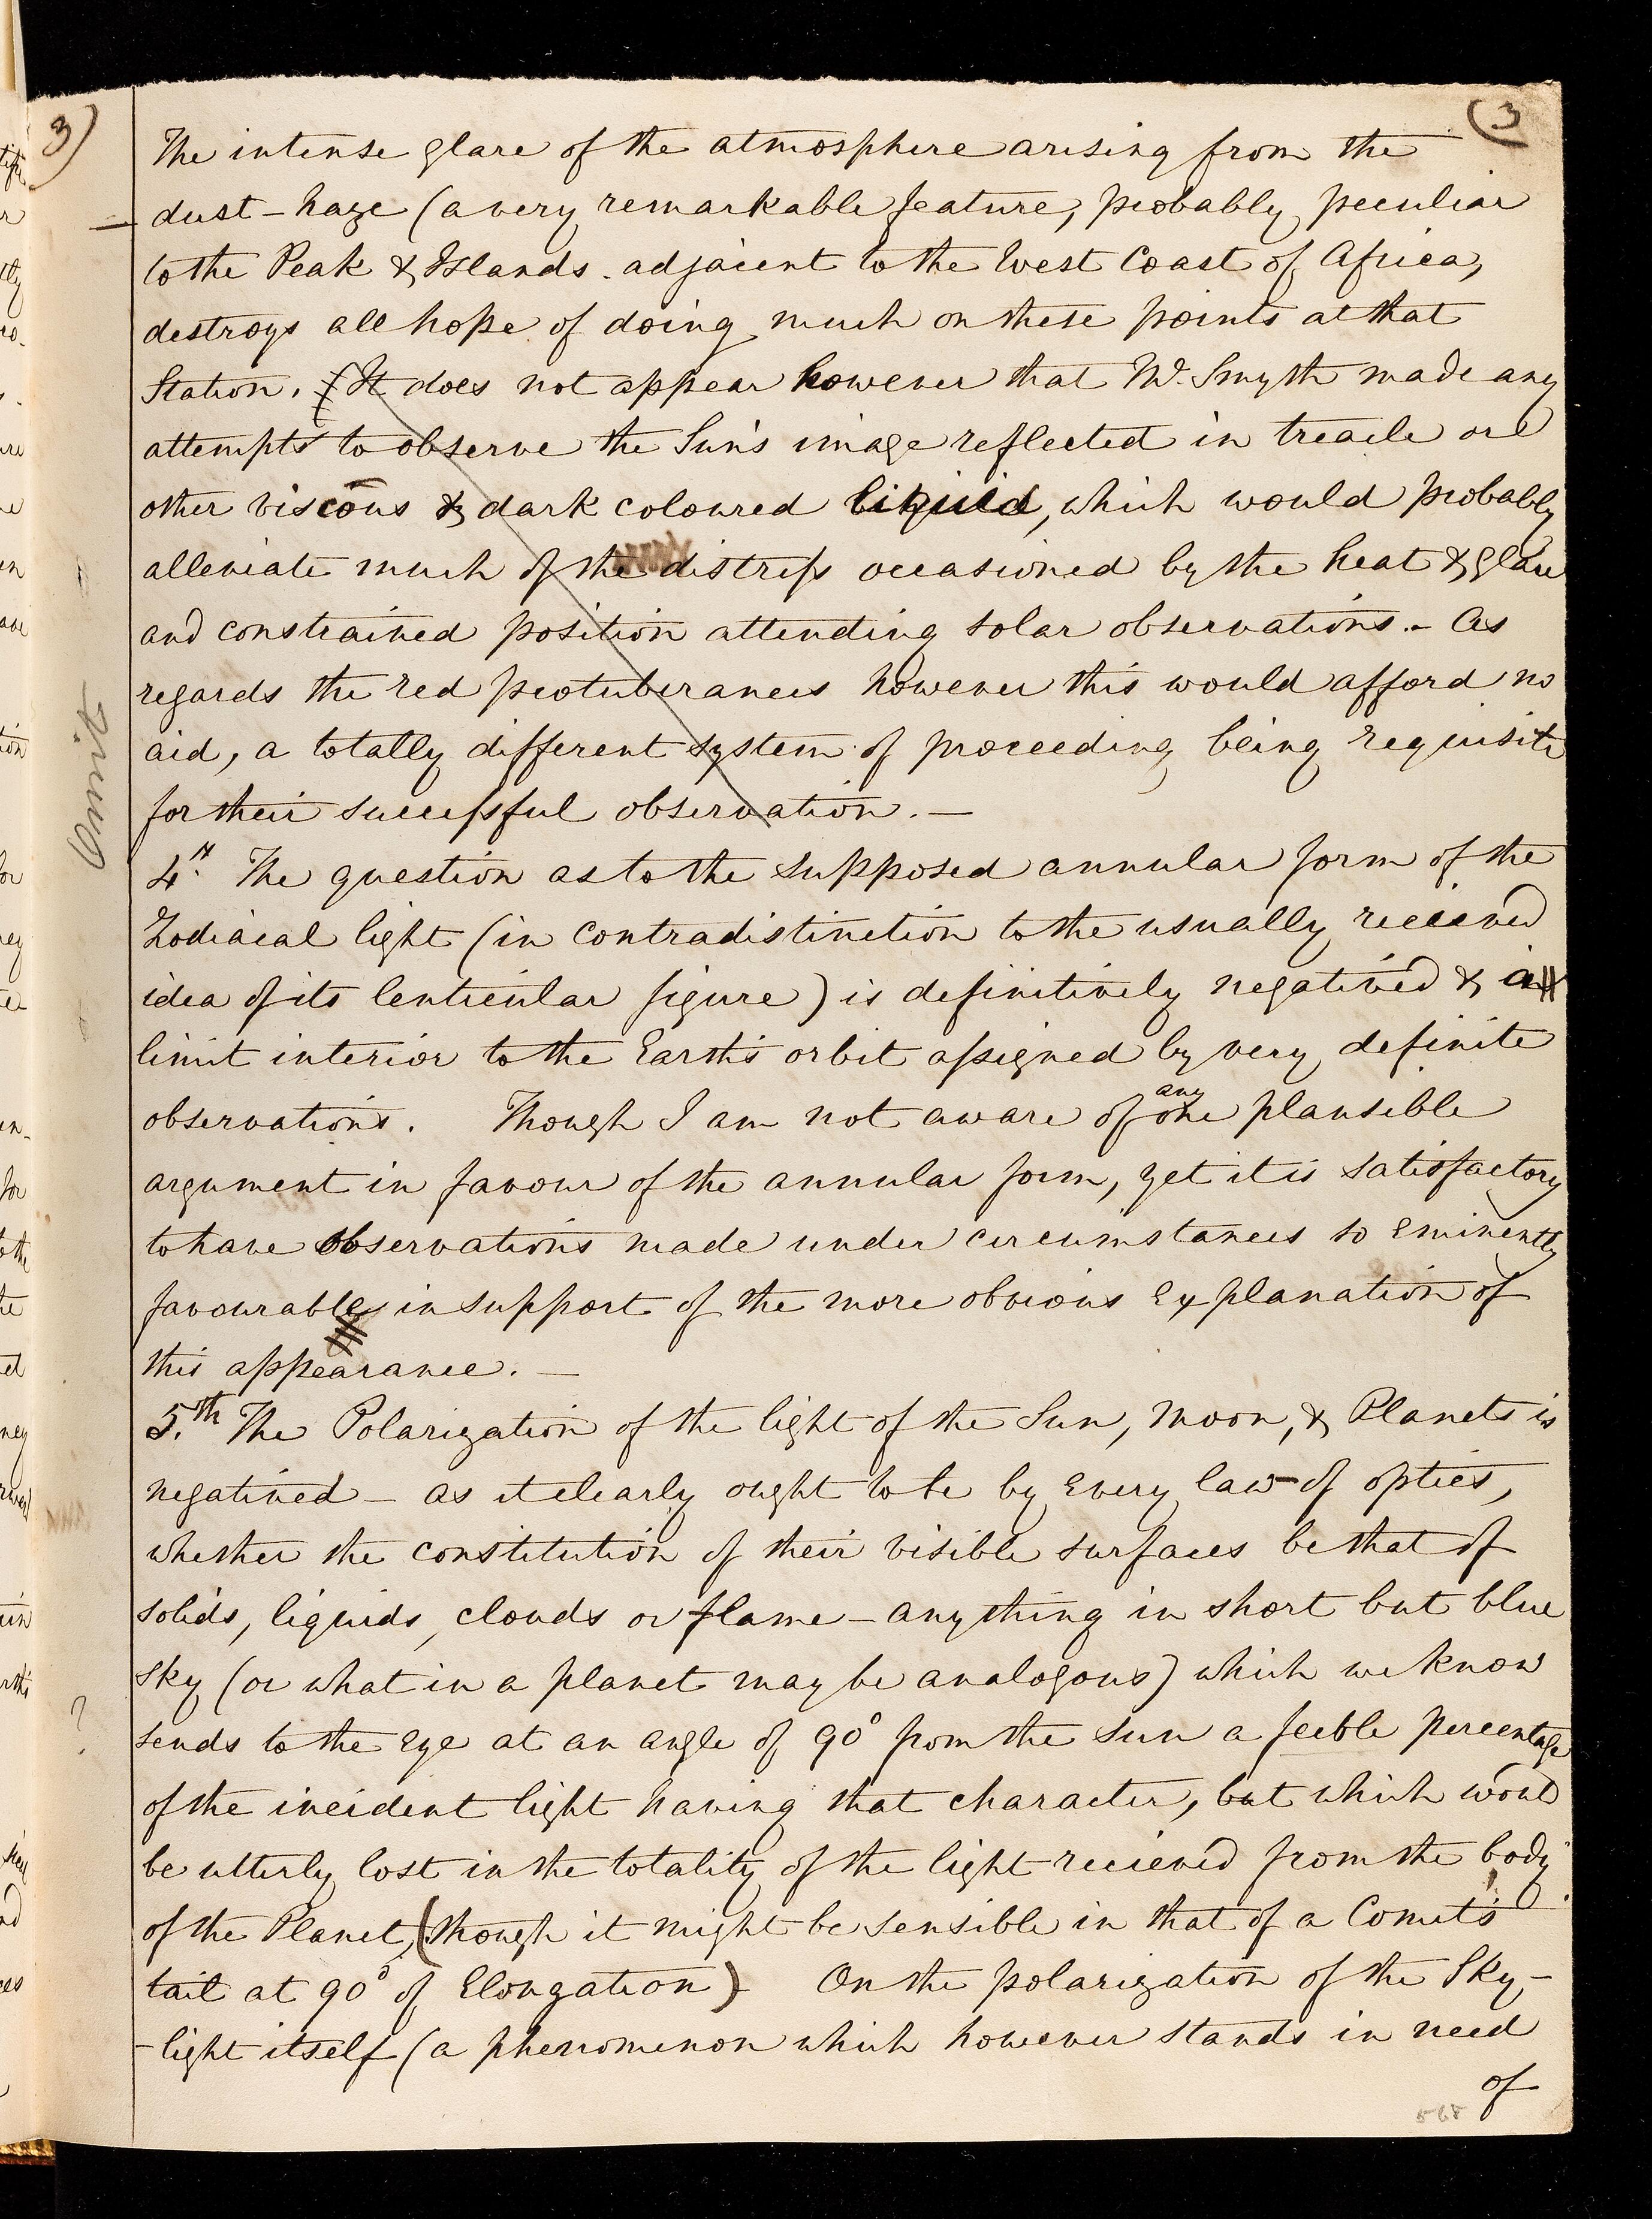 3)
(3
The intense glare of the atmosphere arising from the
dust-haze (a very remarkable feature, probably peculiar
to the Peak & Islands adjacent to the West Coast of Africa,
destroys all hope of doing much on these points at that
Station. (It does not appear however that Mr. Smyth made any
attempts to observe the Sun's image reflected in treacle or
other viscous & dark coloured liquid, which would probably
alleviate much of the distress occasioned by the heat & glare
and constrained position attending solar observations.- As
regards the red protuberances however this would afford no
aid, a totally different system of proceeding being requisite
for their successful observation.—
Omit
4th. The question as to the supposed annular form of the
Zodiacal light (in contradistinction to the usually received
idea of its lenticular figure) is definitively negatived & a
limit interior to the Earth's orbit assigned by very definite
observations. Though I am not aware of one plausible
any
argument in favour of the annular form, yet it is satisfactory
to have observations made under circumstances so eminently
favourable in support of the more obvious explanation of
this appearance.—
5.th The Polarization of the light of the Sun, Moon, & Planets is
negatived — as it clearly ought to be by every law of optics,
whether the constitution of their visible surfaces be that of
solids, liquids, clouds or flame — anything in short but blue
sky (or what in a planet may be analogous) which we know
?
sends to the eye at an angle of 90° from the sun a feeble percentage
of the incident light having that character, but which would
be utterly lost in the totality of the light recieved from the body
of the Planet, (though it might be sensible in that of a Comet's
tail at 90° of Elongation) On the polarization of the Sky-
-light itself (a phenomenon which however stands in need
of
568